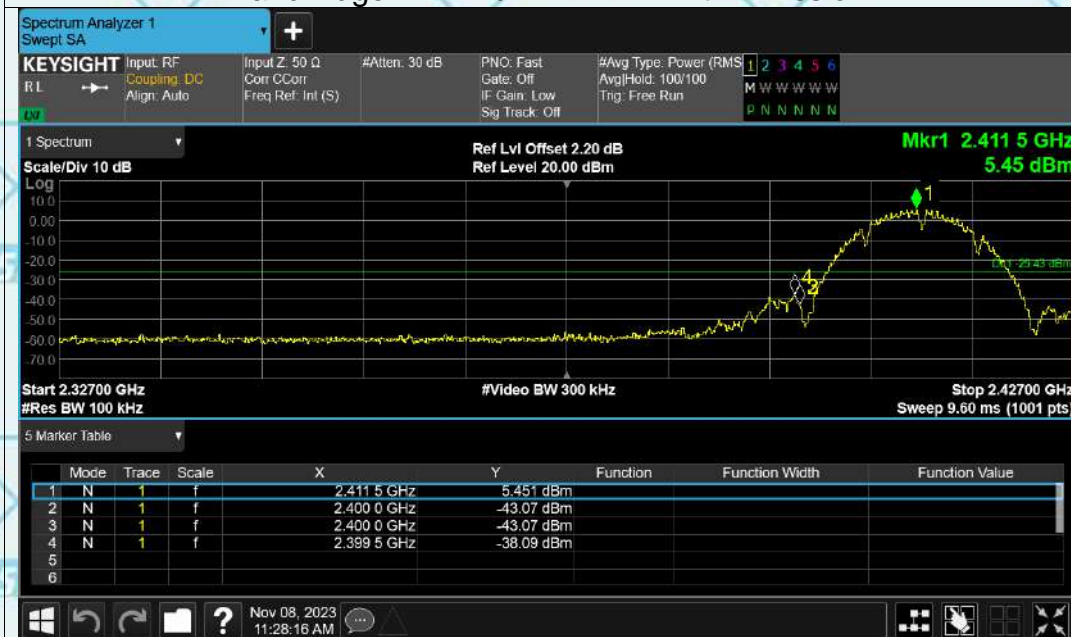 Spectrum Analyzer 1
Swept SA
+
KEYSIGHT Input: RF Input Z: 50 Ω #Atten: 30 dB PNO: Fast #Avg Type: Power (RMS 1 2 3 4 5 6
RL Coupling: DC Corr CCorr Gate: Off Avg|Hold: 100/100 M W W W W W
Align: Auto Freq Ref: Int (S) IF Gain: Low Trig: Free Run
LXI Sig Track: Off P N N N N N
1 Spectrum Ref Lvl Offset 2.20 dB Mkr1 2.411 5 GHz
Scale/Div 10 dB Ref Level 20.00 dBm 5.45 dBm
Log
10.0
0.00
-10.0
-20.0
-30.0
-40.0
-50.0
-60.0
-70.0
1
4
Start 2.32700 GHz #Video BW 300 kHz Stop 2.42700 GHz
#Res BW 100 kHz Sweep 9.60 ms (1001 pts)
5 Marker Table
Mode Trace Scale X Y Function Function Width Function Value
1 N 1 f 2.411 5 GHz 5.451 dBm
2 N 1 f 2.400 0 GHz -43.07 dBm
3 N 1 f 2.400 0 GHz -43.07 dBm
4 N 1 f 2.399 5 GHz -38.09 dBm
5
6
? Nov 08, 2023
11:28:16 AM